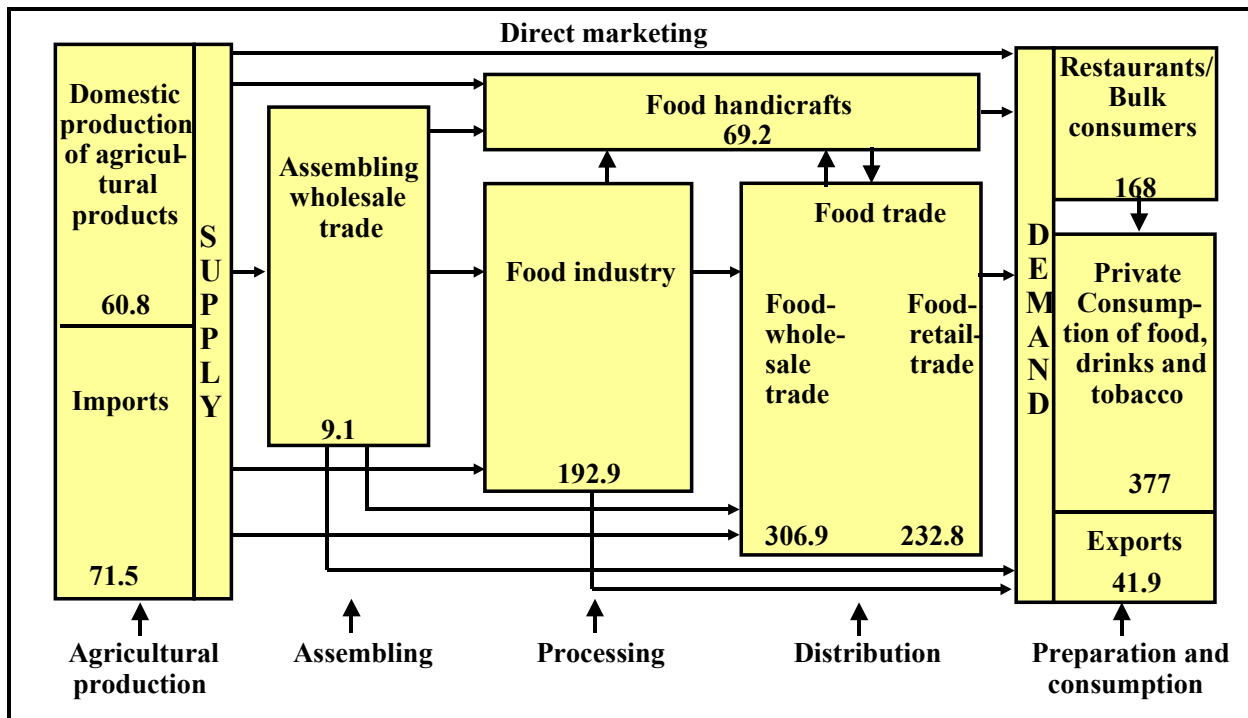 Direct marketing
Domestic
production
of agricul-
tural
products
60.8
Imports
71.5
SUPPLY
Assembling
wholesale
trade
9.1
Food handicrafts
69.2
Food industry
192.9
Food trade
Food-
whole-
sale
trade
306.9
Food-
retail-
trade
232.8
DEMAND
Restaurants/
Bulk
consumers
168
Private
Consump-
tion of food,
drinks and
tobacco
377
Exports
41.9
Agricultural
production
Assembling
Processing
Distribution
Preparation and
consumption